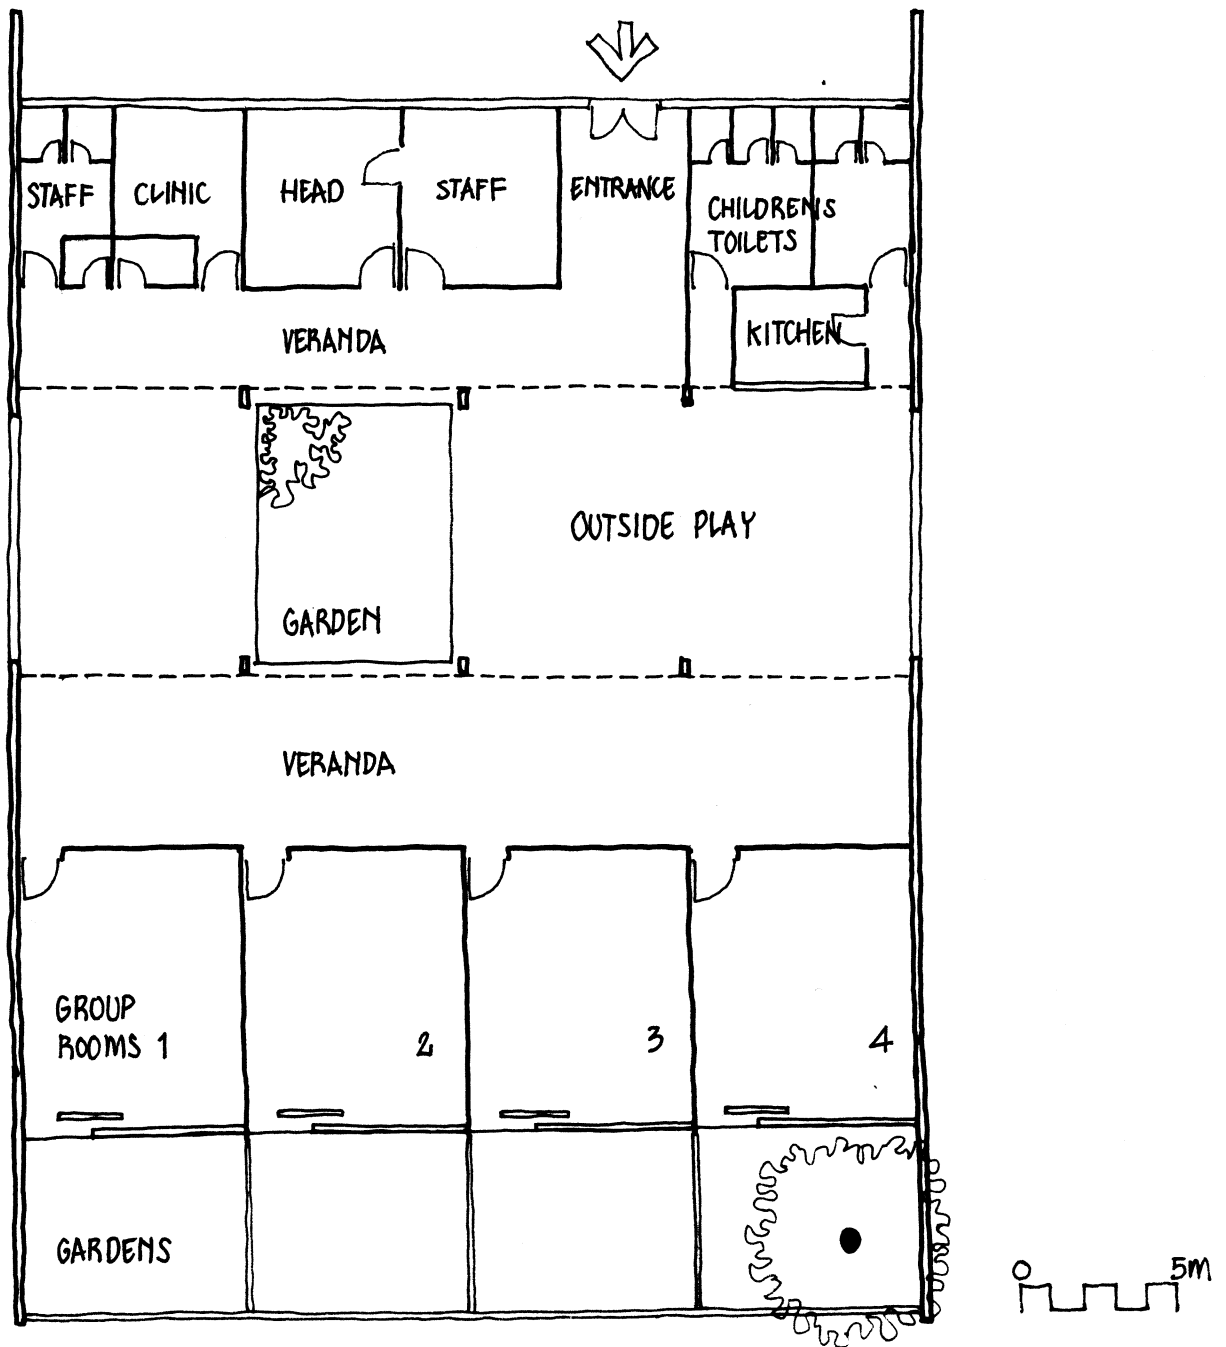 STAFF
CLINIC
HEAD
STAFF
ENTRANCE
CHILDRENS
TOILETS
VERANDA
KITCHEN
OUTSIDE PLAY
GARDEN
VERANDA
GROUP
ROOMS 1
2
3
4
GARDENS
0
5M